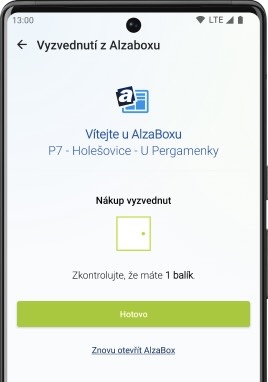 13:00 LTE
Vyzvednutí z Alzaboxu
a
Vítejte u AlzaBoxu
P7 - Holešovice - U Pergamenky
Nákup vyzvednut
Zkontrolujte, že máte 1 balík.
Hotovo
Znovu otevřít AlzaBox